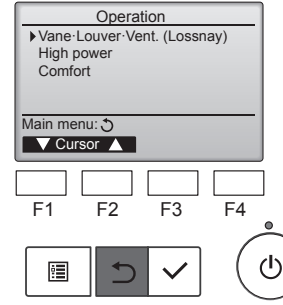 Operation
Vane·Louver·Vent. (Lossnay)
High power
Comfort
Main menu:
Cursor
F1 F2 F3 F4